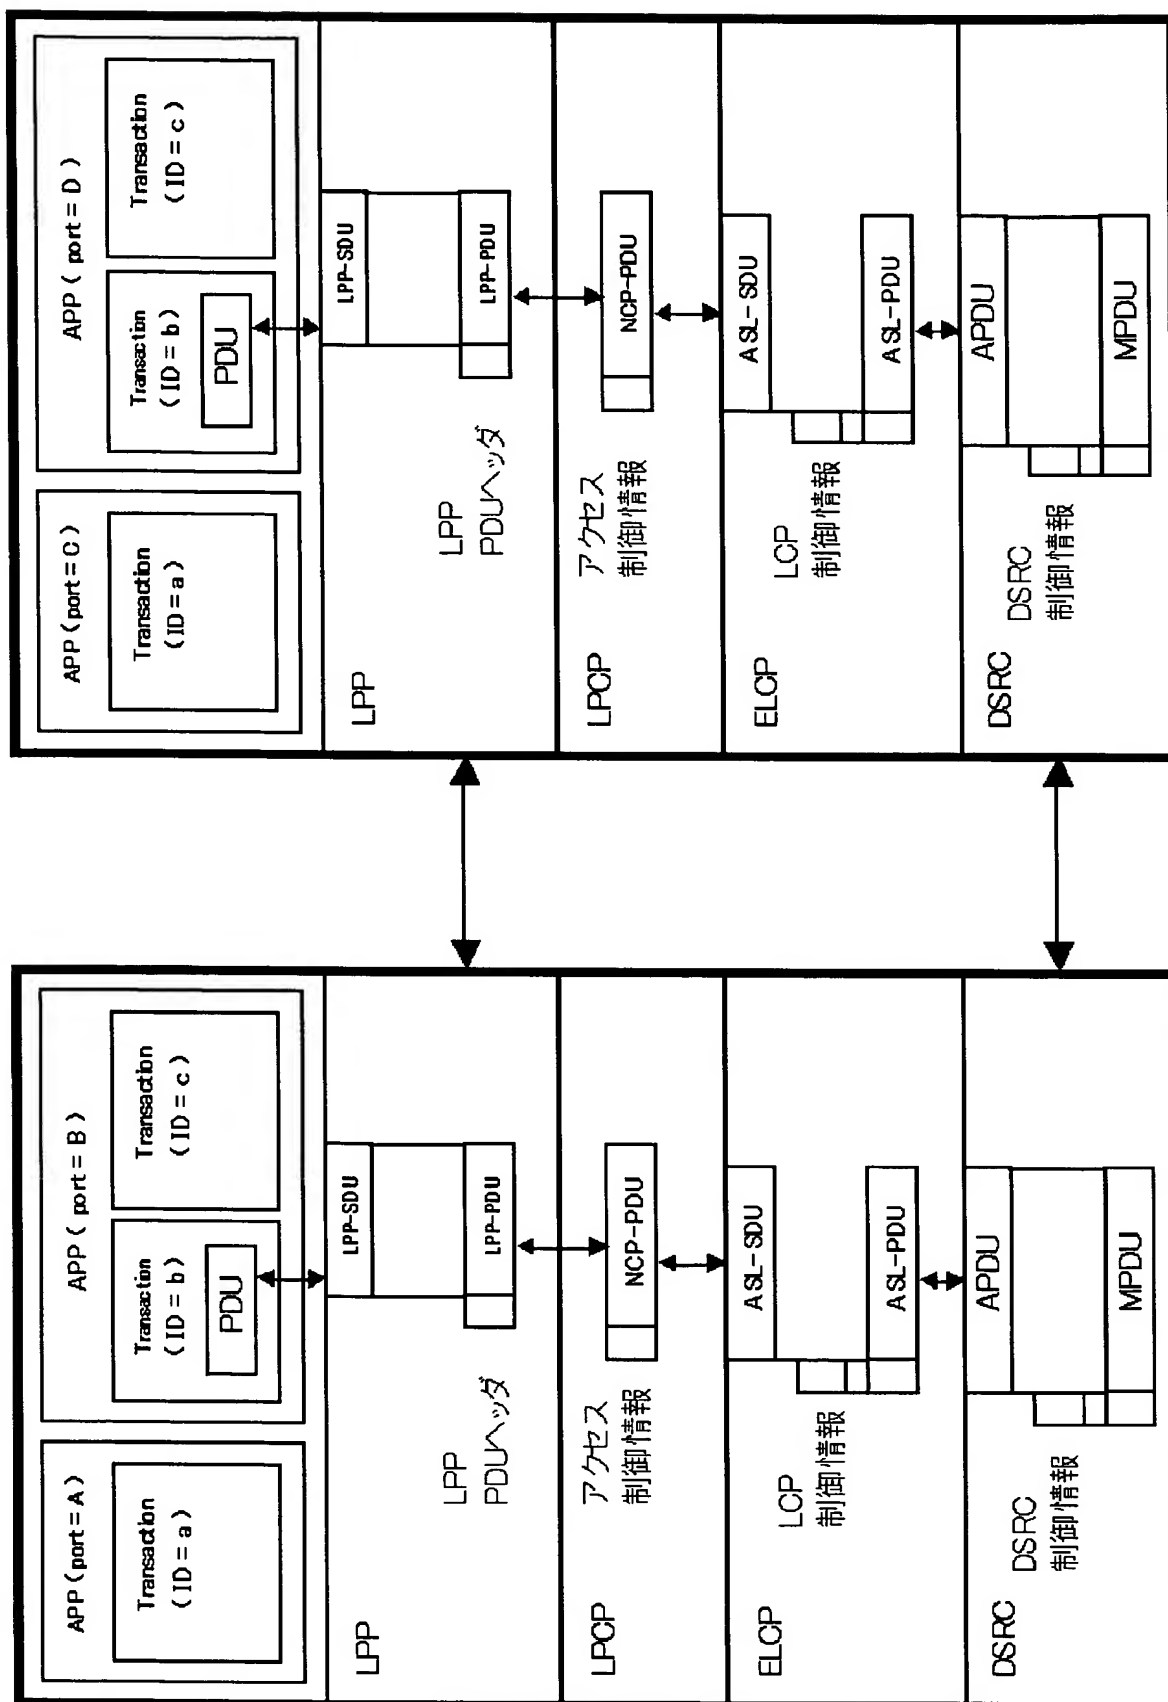 APP(port=A)
Transaction
(ID=a)
APP(port=B)
Transaction
(ID=b)
PDU
Transaction
(ID=c)
LPP
LPP
PDUヘッダ
LPP-SDU
LPP-PDU
LPCP
アクセス
制御情報
NCP-PDU
ELCP
LCP
制御情報
ASL-SDU
ASL-PDU
DSRC
DSRC
制御情報
APDU
MPDU
APP(port=C)
Transaction
(ID=a)
APP(port=D)
Transaction
(ID=b)
PDU
Transaction
(ID=c)
LPP
LPP
PDUヘッダ
LPP-SDU
LPP-PDU
LPCP
アクセス
制御情報
NCP-PDU
ELCP
LCP
制御情報
ASL-SDU
ASL-PDU
DSRC
DSRC
制御情報
APDU
MPDU